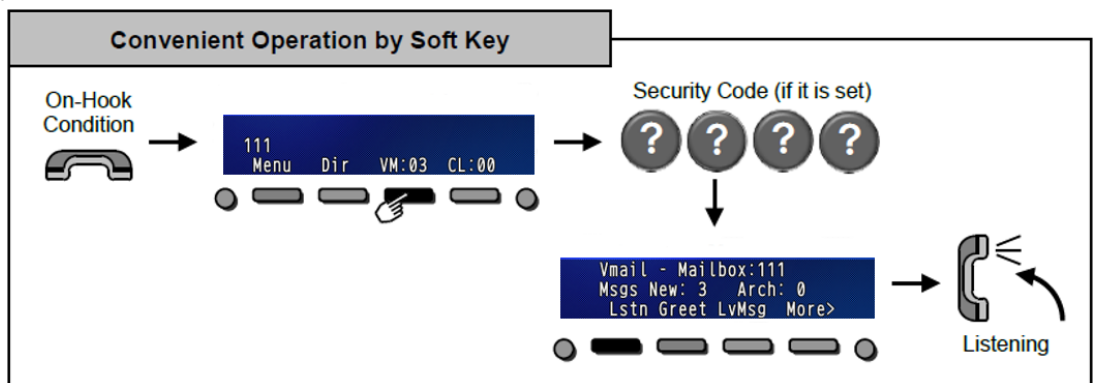 Convenient Operation by Soft Key
On-Hook
Condition
111
Menu Dir VM:03 CL:00
Security Code (if it is set)
? ? ? ?
Vmail - Mailbox:111
Msgs New: 3 Arch: 0
Lstn Greet LvMsg More>
Listening